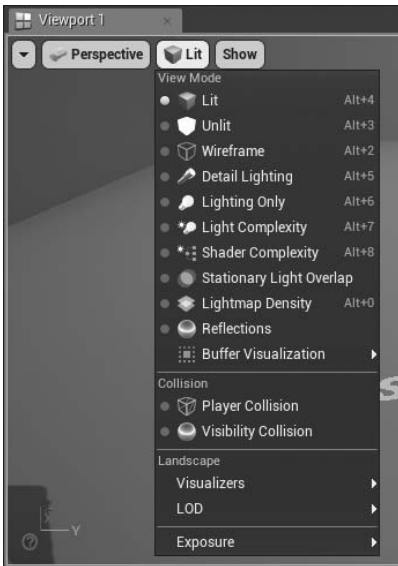 Viewport 1
Perspective Lit Show
View Mode
Lit Alt+4
Unlit Alt+3
Wireframe Alt+2
Detail Lighting Alt+5
Lighting Only Alt+6
Light Complexity Alt+7
Shader Complexity Alt+8
Stationary Light Overlap
Lightmap Density Alt+0
Reflections
Buffer Visualization
Collision
Player Collision
Visibility Collision
Landscape
Visualizers
LOD
Exposure
X
Y